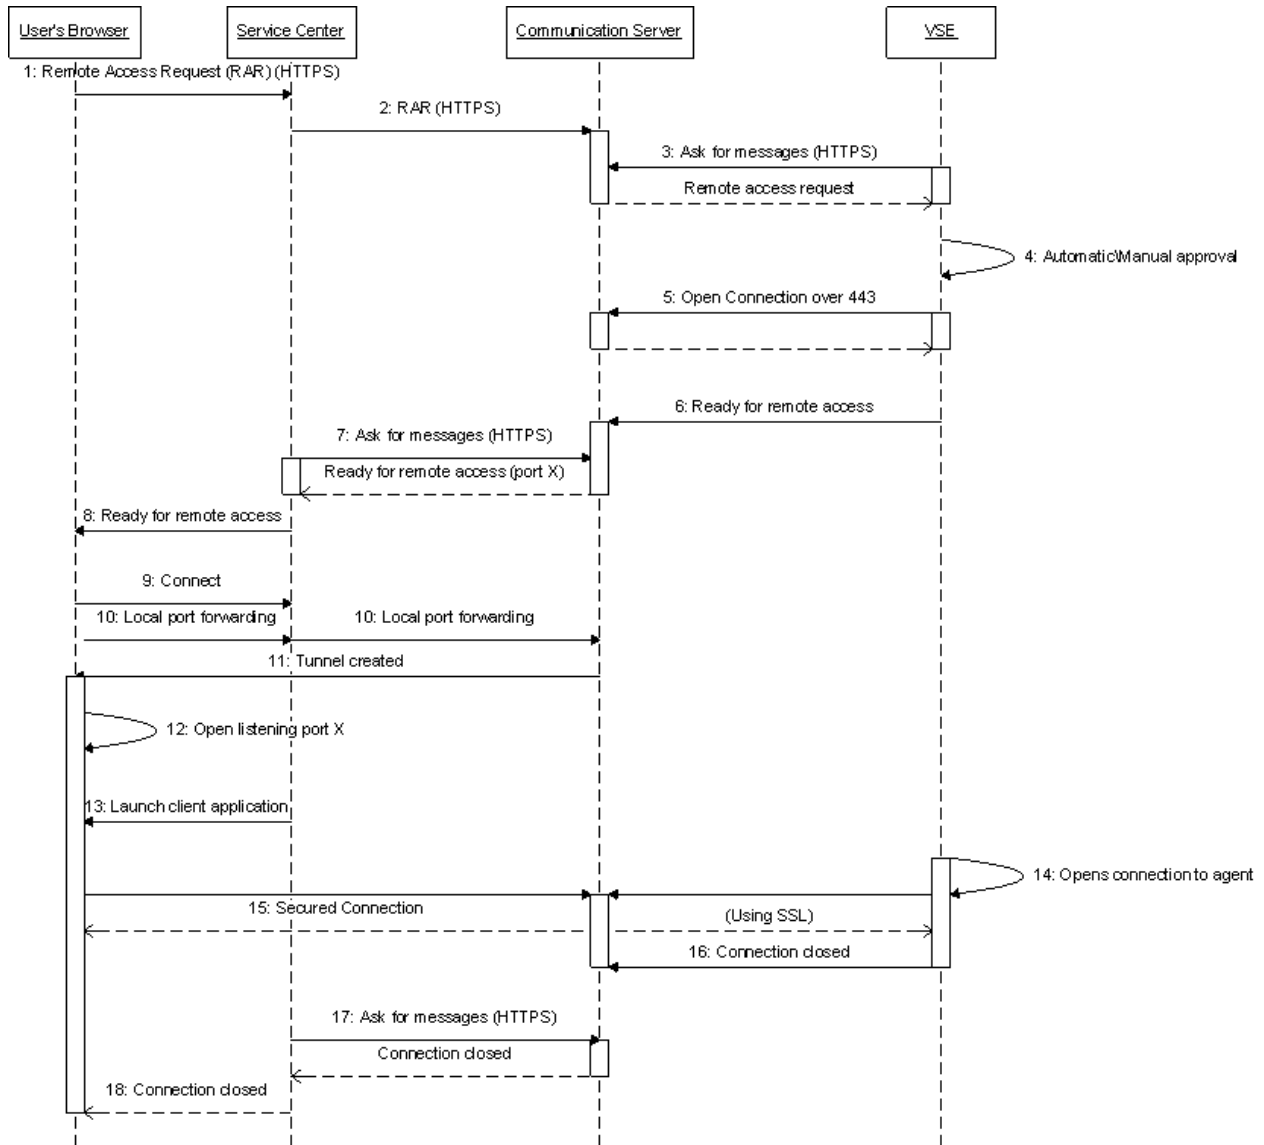 User's Browser
Service Center
Communication Server
VSE
1: Remote Access Request (RAR) (HTTPS)
2: RAR (HTTPS)
3: Ask for messages (HTTPS)
Remote access request
4: Automatic\Manual approval
5: Open Connection over 443
6: Ready for remote access
7: Ask for messages (HTTPS)
Ready for remote access (port X)
8: Ready for remote access
9: Connect
10: Local port forwarding
10: Local port forwarding
11: Tunnel created
12: Open listening port X
13: Launch client application
14: Opens connection to agent
15: Secured Connection
(Using SSL)
16: Connection closed
17: Ask for messages (HTTPS)
Connection closed
18: Connection closed